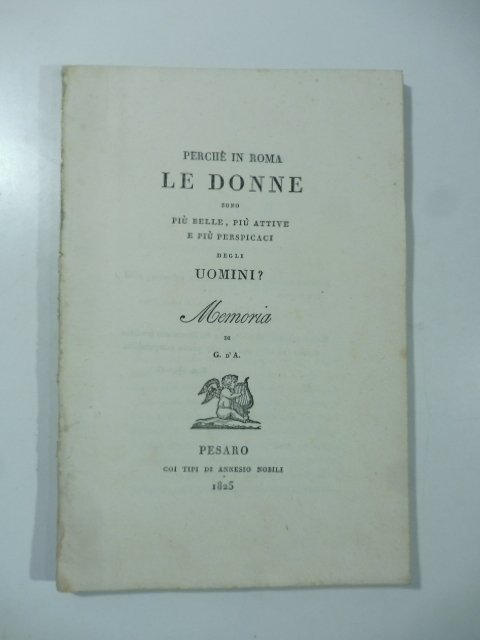 PERCHÈ IN ROMA
LE DONNE
SONO
PIÙ BELLE, PIÙ ATTIVE
E PIÙ PERSPICACI
DEGLI
UOMINI?
Memoria
DI
G. D'A.
PESARO
COI TIPI DI ANNESIO NOBILI
1825